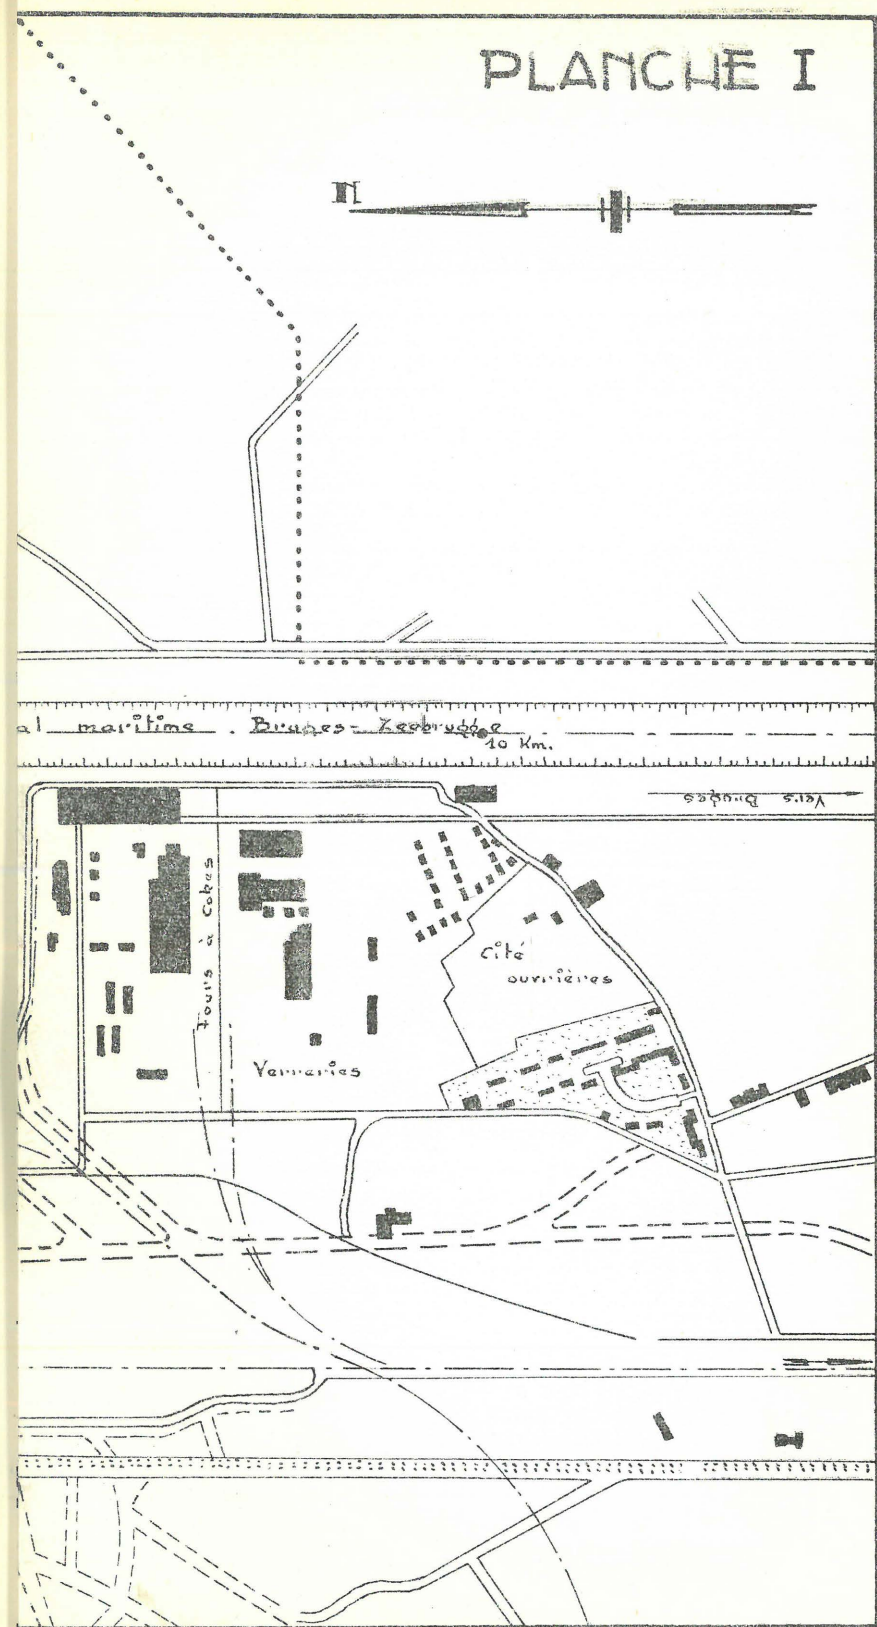 PLANCHE I
N
al maritime . Bruges - Zeebrugge
10 Km.
Vers Bruges
Fours à Cokes
Cité
ouvrières
Verreries